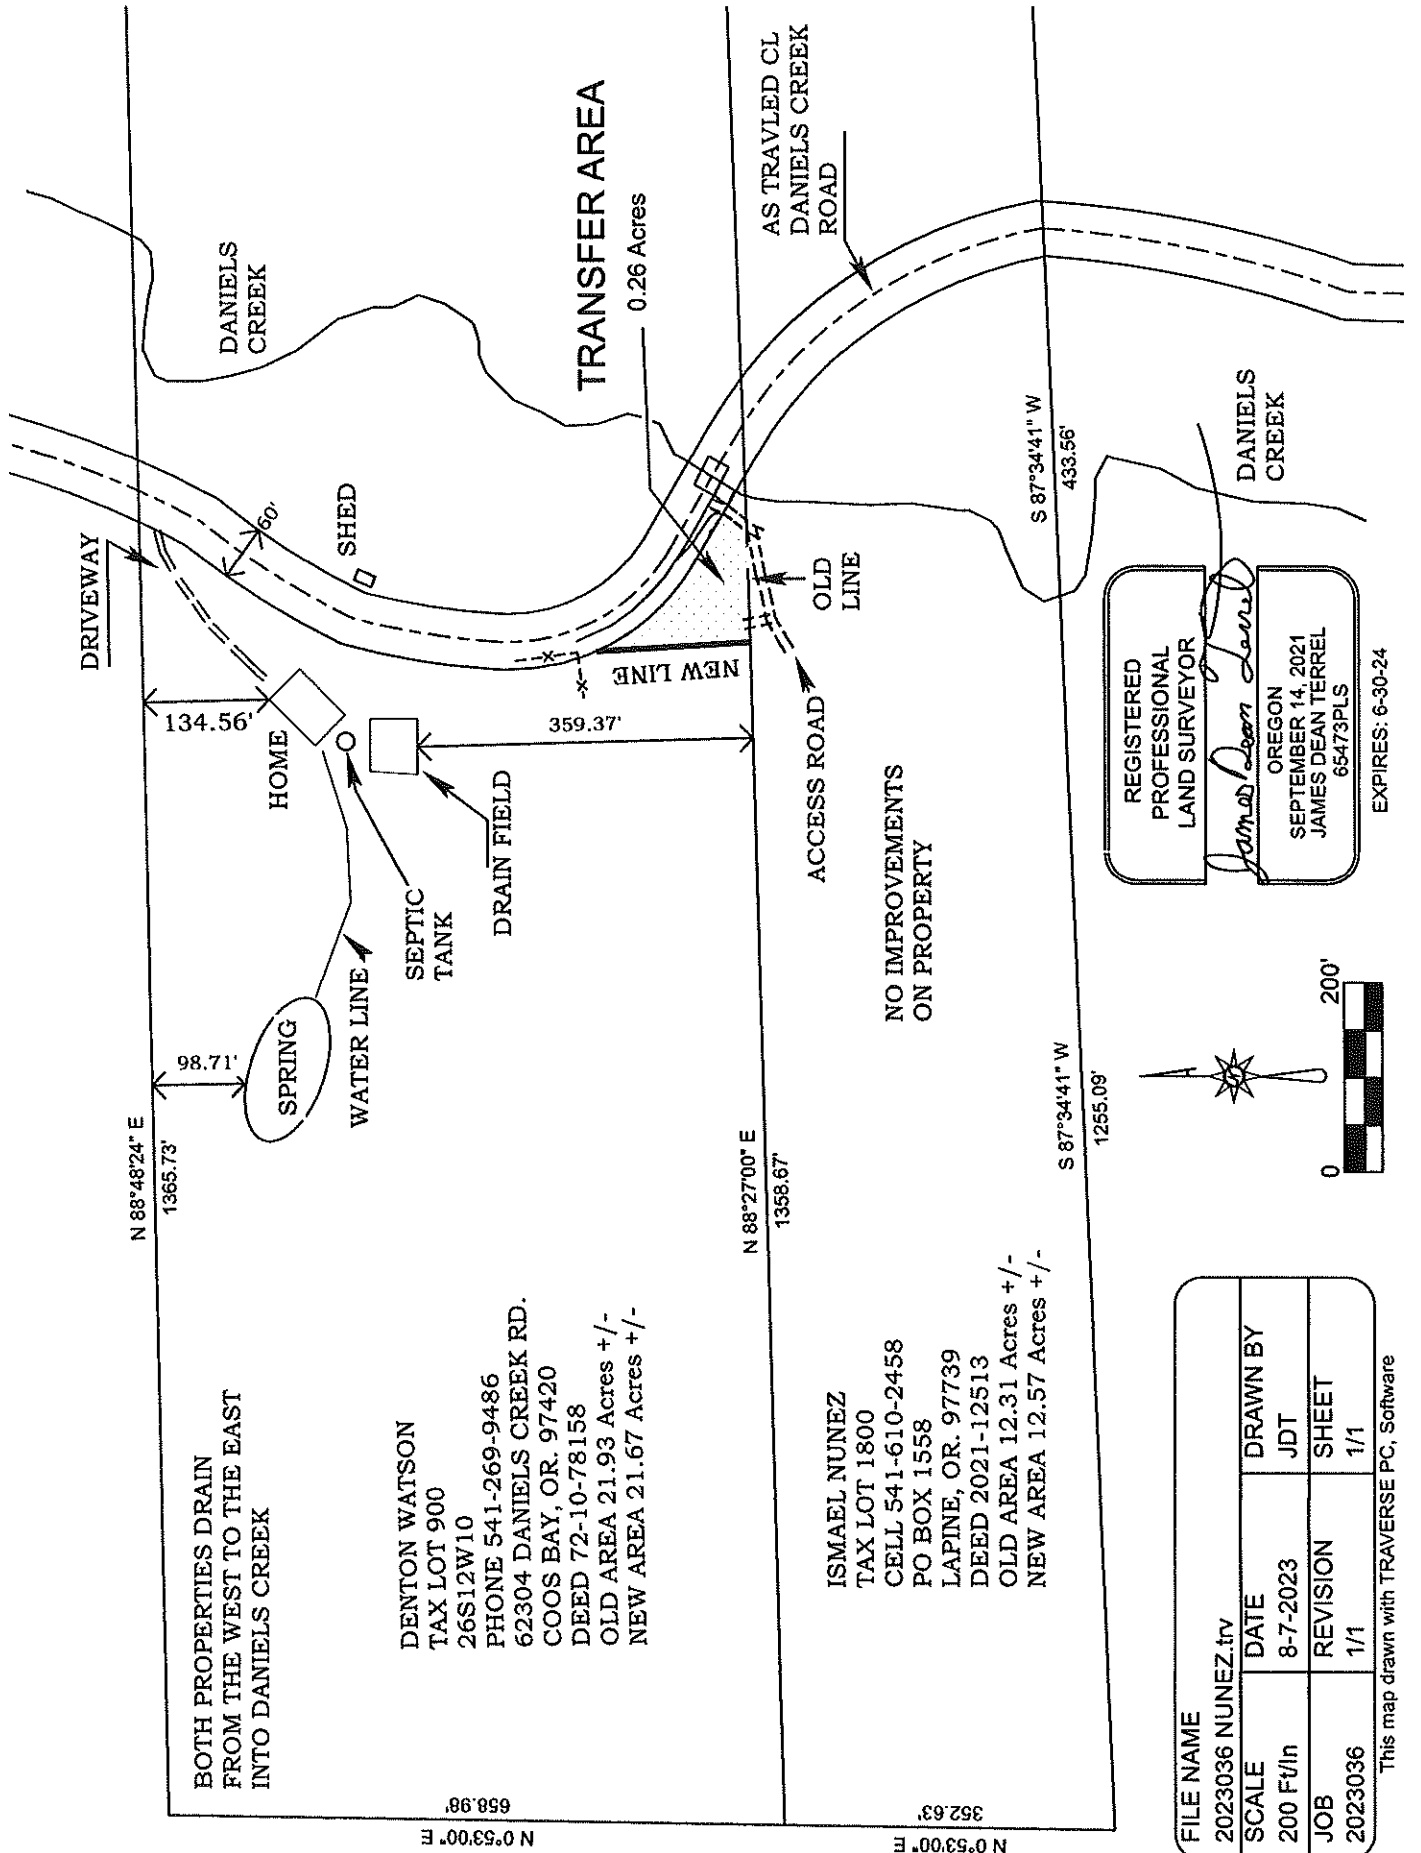 BOTH PROPERTIES DRAIN
FROM THE WEST TO THE EAST
INTO DANIELS CREEK
N 88°48'24" E
1365.73'
98.71'
SPRING
WATER LINE
SEPTIC
TANK
DRAIN FIELD
HOME
134.56'
DRIVEWAY
60'
SHED
DANIELS
CREEK
TRANSFER AREA
0.26 Acres
359.37'
NEW LINE
AS TRAVLED CL
DANIELS CREEK
ROAD
DENTON WATSON
TAX LOT 900
26S12W10
PHONE 541-269-9486
62304 DANIELS CREEK RD.
COOS BAY, OR. 97420
DEED 72-10-78158
OLD AREA 21.93 Acres +/-
NEW AREA 21.67 Acres +/-
N 0°53'00" E
658.98'
N 88°27'00" E
1358.67'
ACCESS ROAD
OLD
LINE
NO IMPROVEMENTS
ON PROPERTY
ISMAEL NUNEZ
TAX LOT 1800
CELL 541-610-2458
PO BOX 1558
LAPINE, OR. 97739
DEED 2021-12513
OLD AREA 12.31 Acres +/-
NEW AREA 12.57 Acres +/-
N 0°53'00" E
352.63'
S 87°34'41" W
1255.09'
S 87°34'41" W
433.56'
DANIELS
CREEK
FILE NAME
2023036 NUNEZ.trv
SCALE DATE DRAWN BY
200 Ft/In 8-7-2023 JDT
JOB REVISION SHEET
2023036 1/1 1/1
This map drawn with TRAVERSE PC, Software
0 200'
REGISTERED
PROFESSIONAL
LAND SURVEYOR
James Dean Terrel
OREGON
SEPTEMBER 14, 2021
JAMES DEAN TERREL
65473PLS
EXPIRES: 6-30-24